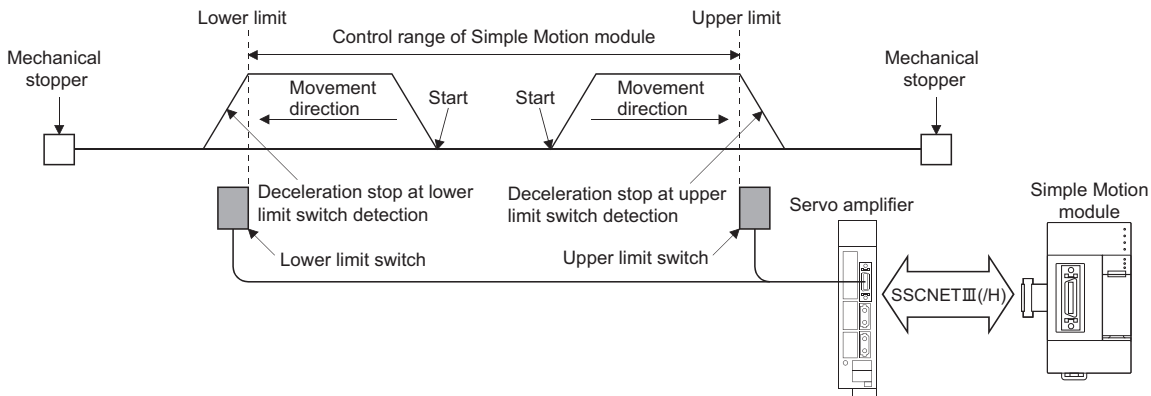 Lower limit
Upper limit
Control range of Simple Motion module
Mechanical
stopper
Mechanical
stopper
Movement
direction
Start
Start
Movement
direction
Deceleration stop at lower
limit switch detection
Deceleration stop at upper
limit switch detection
Simple Motion
module
Servo amplifier
Lower limit switch
Upper limit switch
SSCNETⅢ(/H)